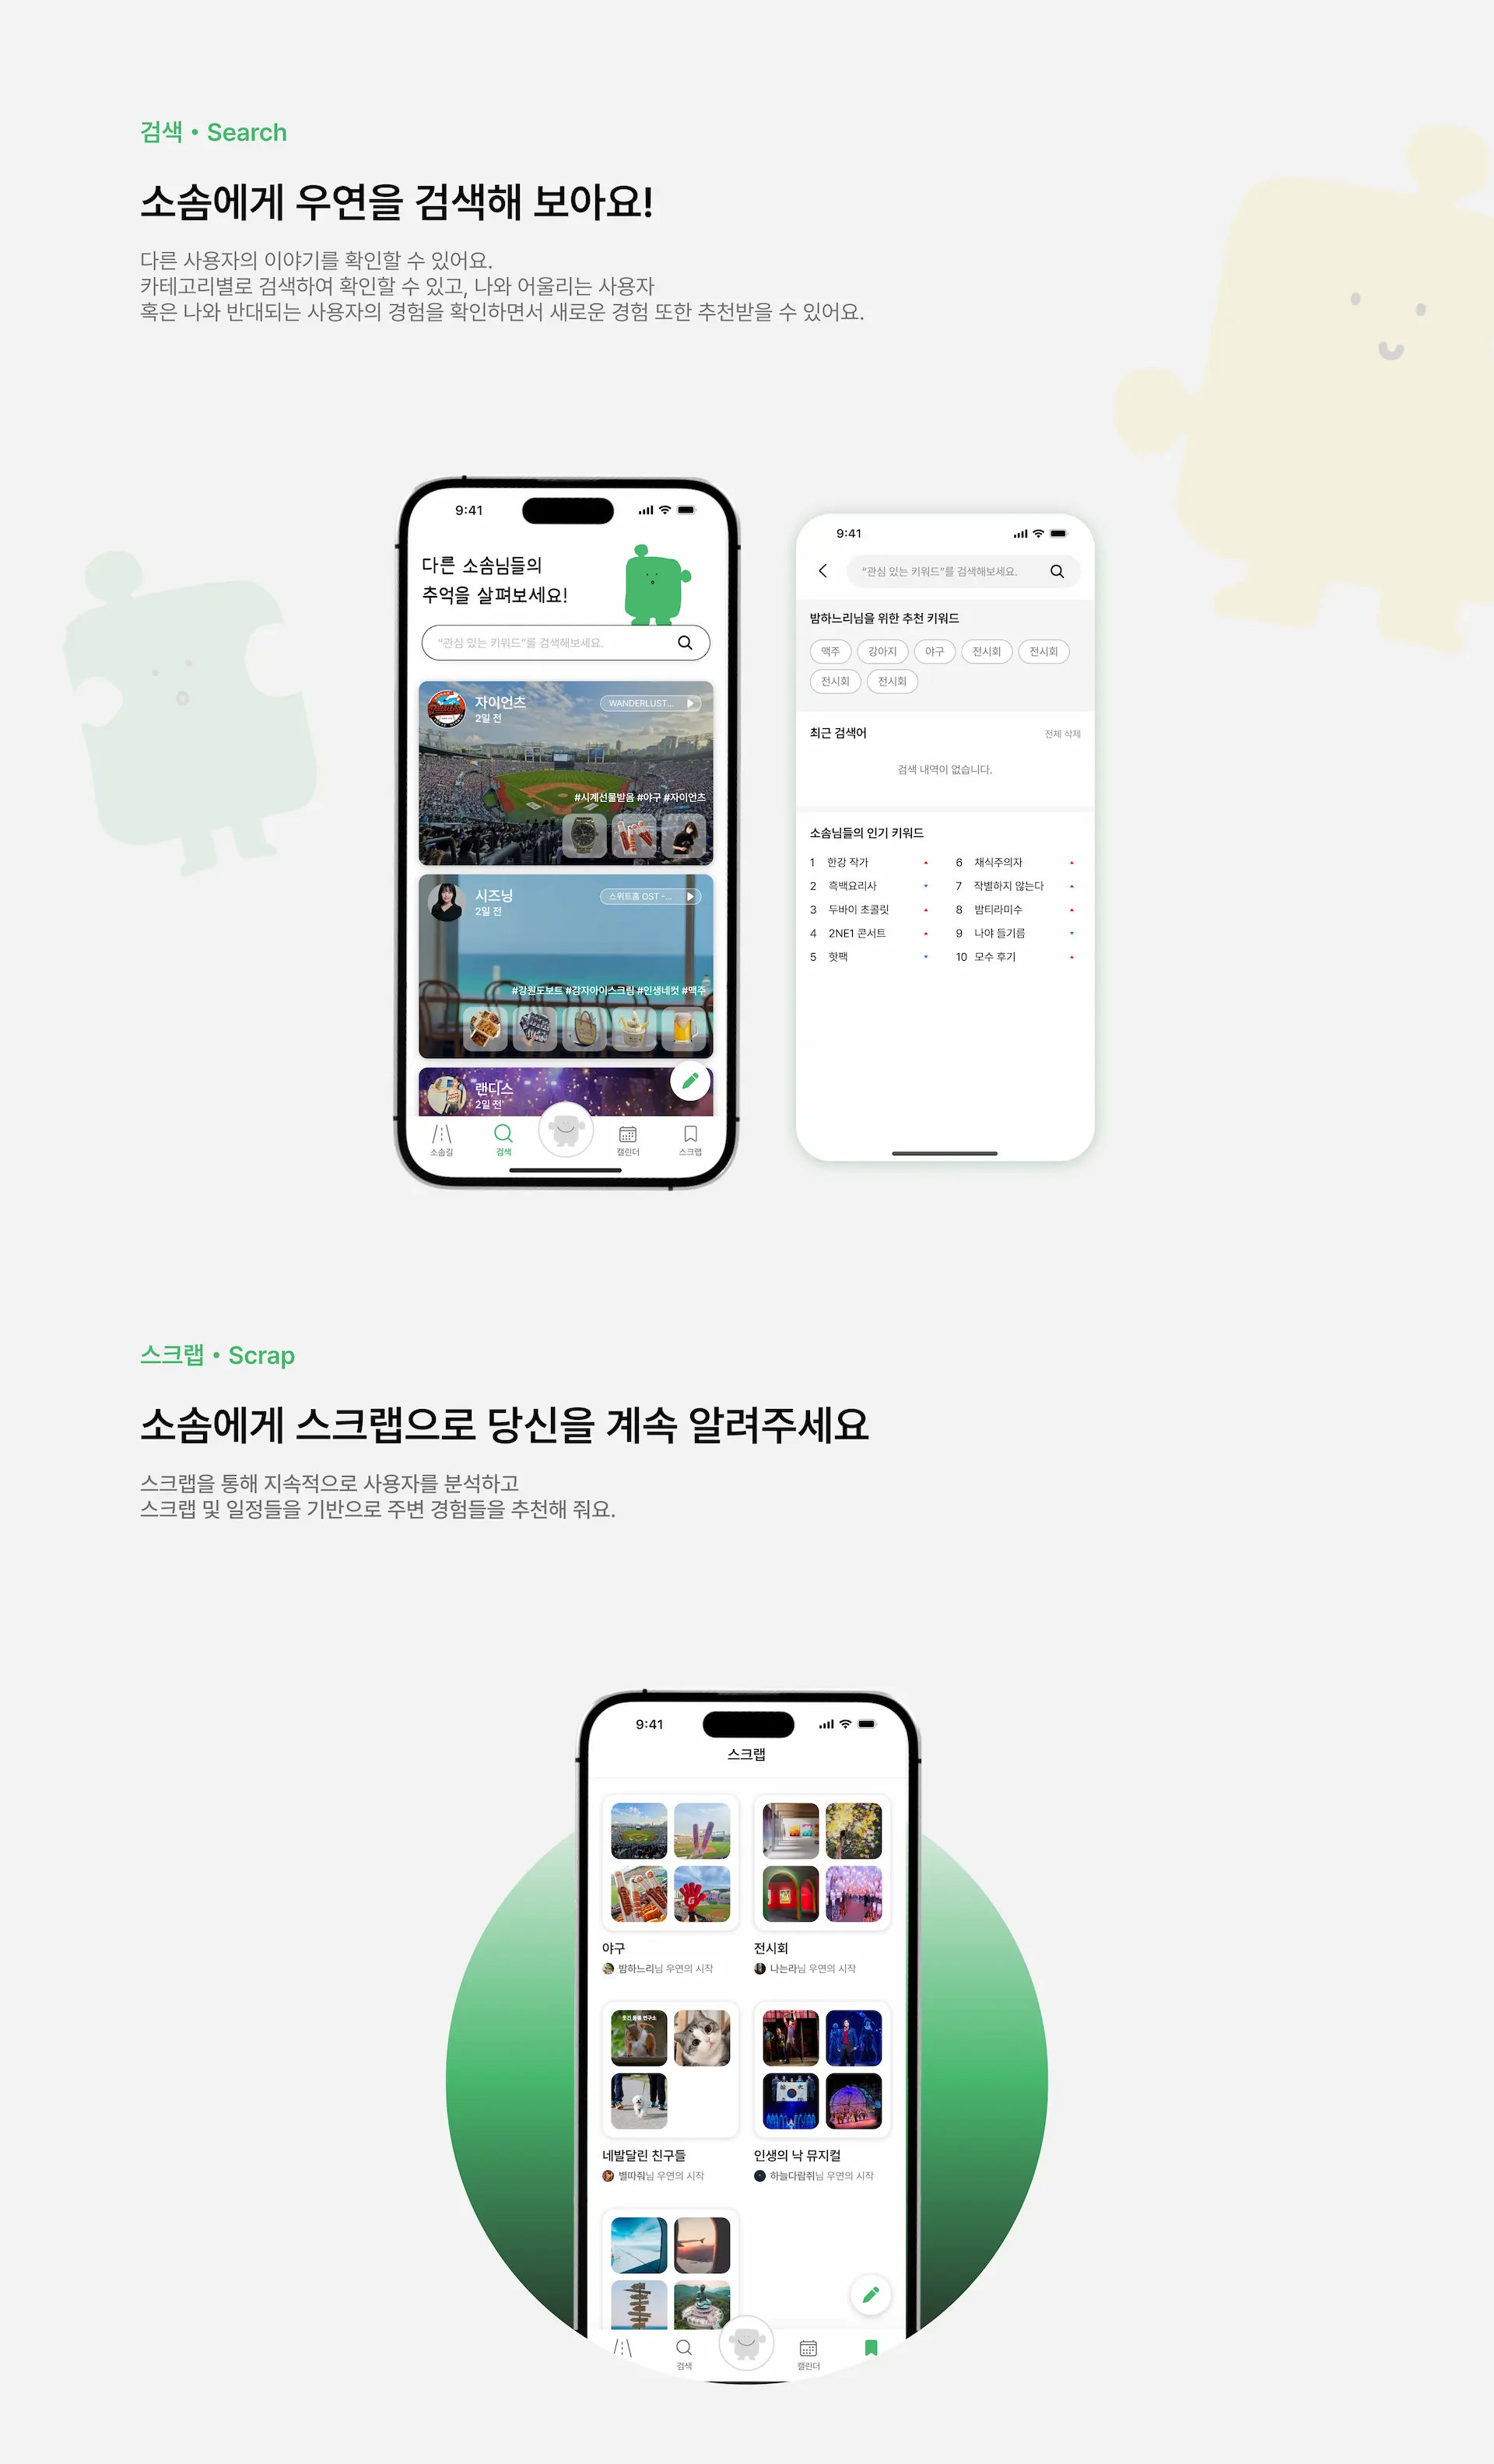 검색 • Search
소솜에게 우연을 검색해 보아요!
다른 사용자의 이야기를 확인할 수 있어요.
카테고리별로 검색하여 확인할 수 있고, 나와 어울리는 사용자
혹은 나와 반대되는 사용자의 경험을 확인하면서 새로운 경험 또한 추천받을 수 있어요.
9:41
다른 소솜님들의
추억을 살펴보세요!
“관심 있는 키워드”를 검색해보세요.
자이언츠
2일 전
WANDERLUST...
#시계선물받음 #야구 #자이언츠
시즈닝
2일 전
스위트홈 OST -...
#강원도보트 #감자아이스크림 #인생네컷 #맥주
랜디스
2일 전
소솜길
검색
캘린더
스크랩
9:41
“관심 있는 키워드”를 검색해보세요.
밤하느리님을 위한 추천 키워드
맥주 강아지 야구 전시회 전시회
전시회 전시회
최근 검색어 전체 삭제
검색 내역이 없습니다.
소솜님들의 인기 키워드
1 한강 작가 6 채식주의자
2 흑백요리사 7 작별하지 않는다
3 두바이 초콜릿 8 밤티라미수
4 2NE1 콘서트 9 나야 들기름
5 핫팩 10 모수 후기
스크랩 • Scrap
소솜에게 스크랩으로 당신을 계속 알려주세요
스크랩을 통해 지속적으로 사용자를 분석하고
스크랩 및 일정들을 기반으로 주변 경험들을 추천해 줘요.
9:41
스크랩
야구
밤하느리님 우연의 시작
전시회
나는라님 우연의 시작
네발달린 친구들
별따줘님 우연의 시작
인생의 낙 뮤지컬
하늘다람쥐님 우연의 시작
검색
캘린더